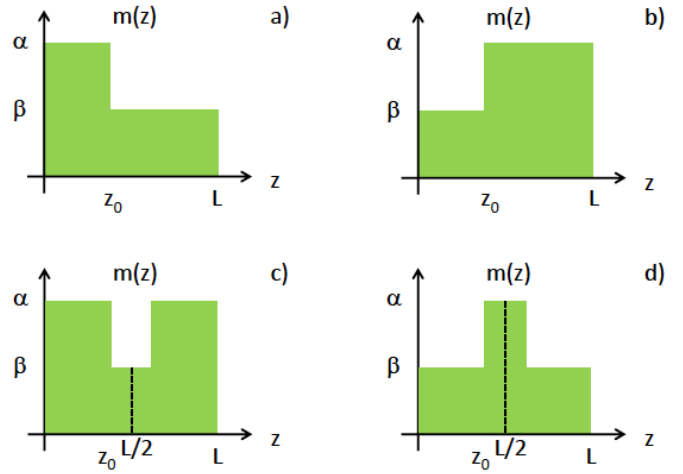 m(z) a)
α
β
z₀ L z
m(z) b)
α
β
z₀ L z
m(z) c)
α
β
z₀ L/2 L z
m(z) d)
α
β
z₀ L/2 L z